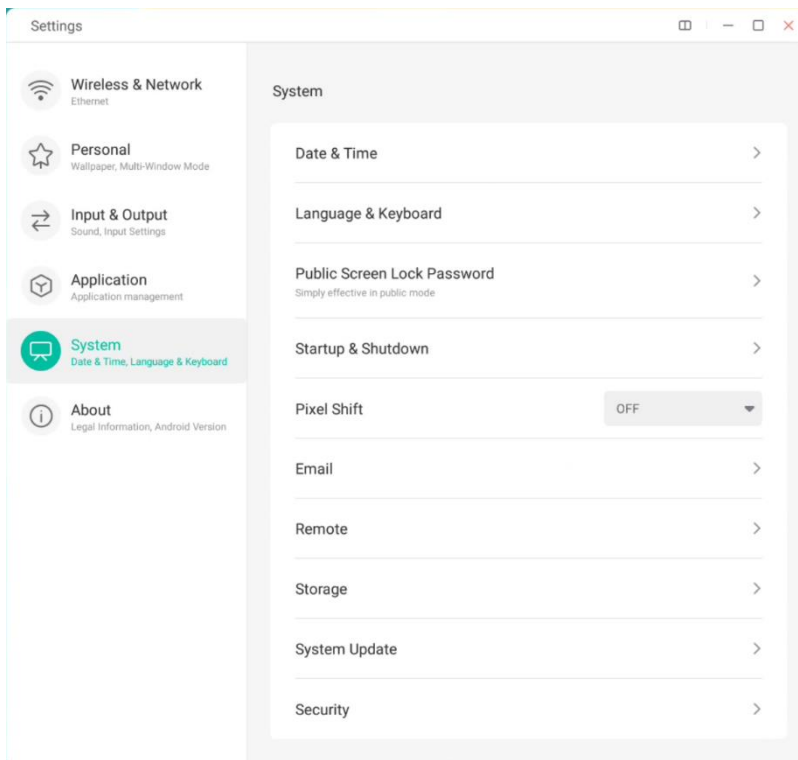 Settings
Wireless & Network
Ethernet
Personal
Wallpaper, Multi-Window Mode
Input & Output
Sound, Input Settings
Application
Application management
System
Date & Time, Language & Keyboard
About
Legal Information, Android Version
System
Date & Time
Language & Keyboard
Public Screen Lock Password
Simply effective in public mode
Startup & Shutdown
Pixel Shift
OFF
Email
Remote
Storage
System Update
Security